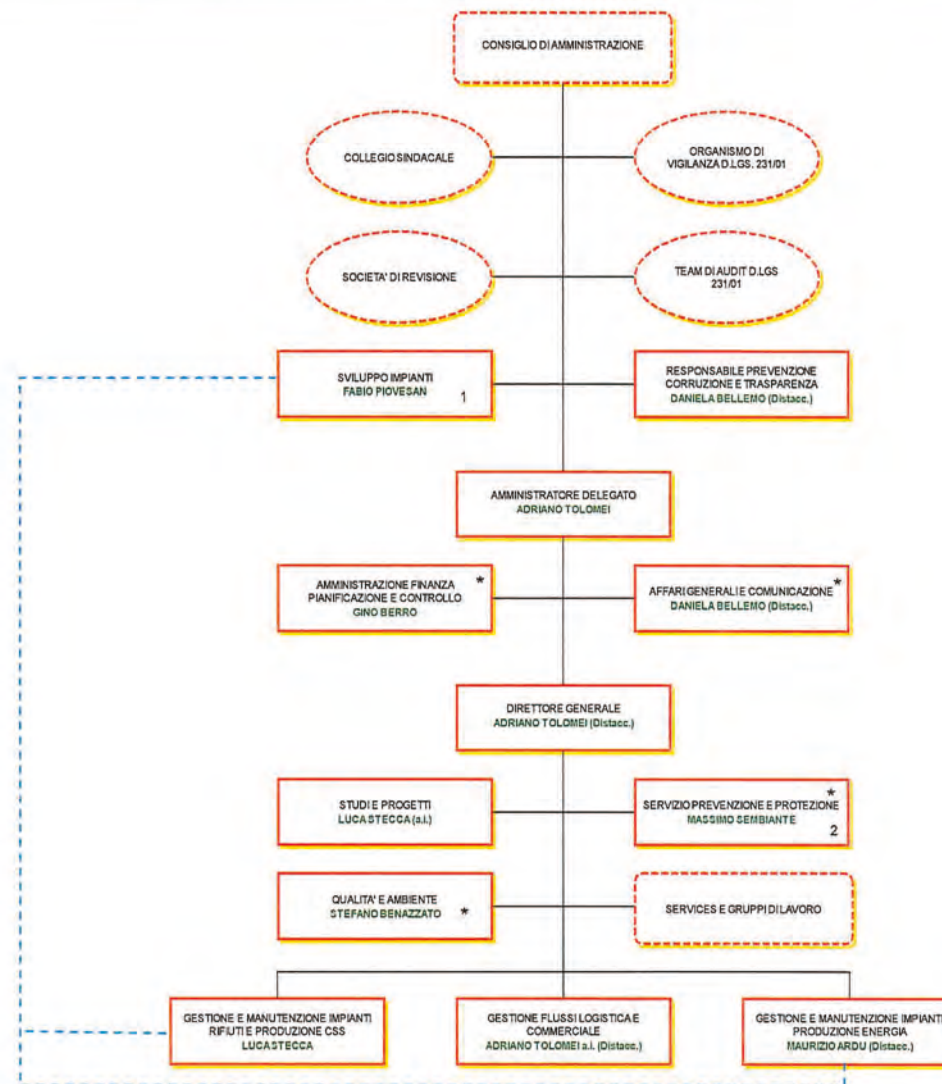 CONSIGLIO DI AMMINISTRAZIONE
COLLEGIO SINDACALE
ORGANISMO DI
VIGILANZA D.LGS. 231/01
SOCIETA' DI REVISIONE
TEAM DI AUDIT D.LGS
231/01
SVILUPPO IMPIANTI
FABIO PIOVESAN
1
RESPONSABILE PREVENZIONE
CORRUZIONE E TRASPARENZA
DANIELA BELLEMO (Distacc.)
AMMINISTRATORE DELEGATO
ADRIANO TOLOMEI
AMMINISTRAZIONE FINANZA *
PIANIFICAZIONE E CONTROLLO
GINO BERRO
AFFARI GENERALI E COMUNICAZIONE *
DANIELA BELLEMO (Distacc.)
DIRETTORE GENERALE
ADRIANO TOLOMEI (Distacc.)
STUDI E PROGETTI
LUCA STECCA (a.i.)
*
SERVIZIO PREVENZIONE E PROTEZIONE
MASSIMO SEMBIANTE
2
QUALITA' E AMBIENTE
STEFANO BENAZZATO *
SERVICES E GRUPPI DI LAVORO
GESTIONE E MANUTENZIONE IMPIANTI
RIFIUTI E PRODUZIONE CSS
LUCA STECCA
GESTIONE FLUSSI LOGISTICA E
COMMERCIALE
ADRIANO TOLOMEI a.i. (Distacc.)
GESTIONE E MANUTENZIONE IMPIANTI
PRODUZIONE ENERGIA
MAURIZIO ARDU (Distacc.)